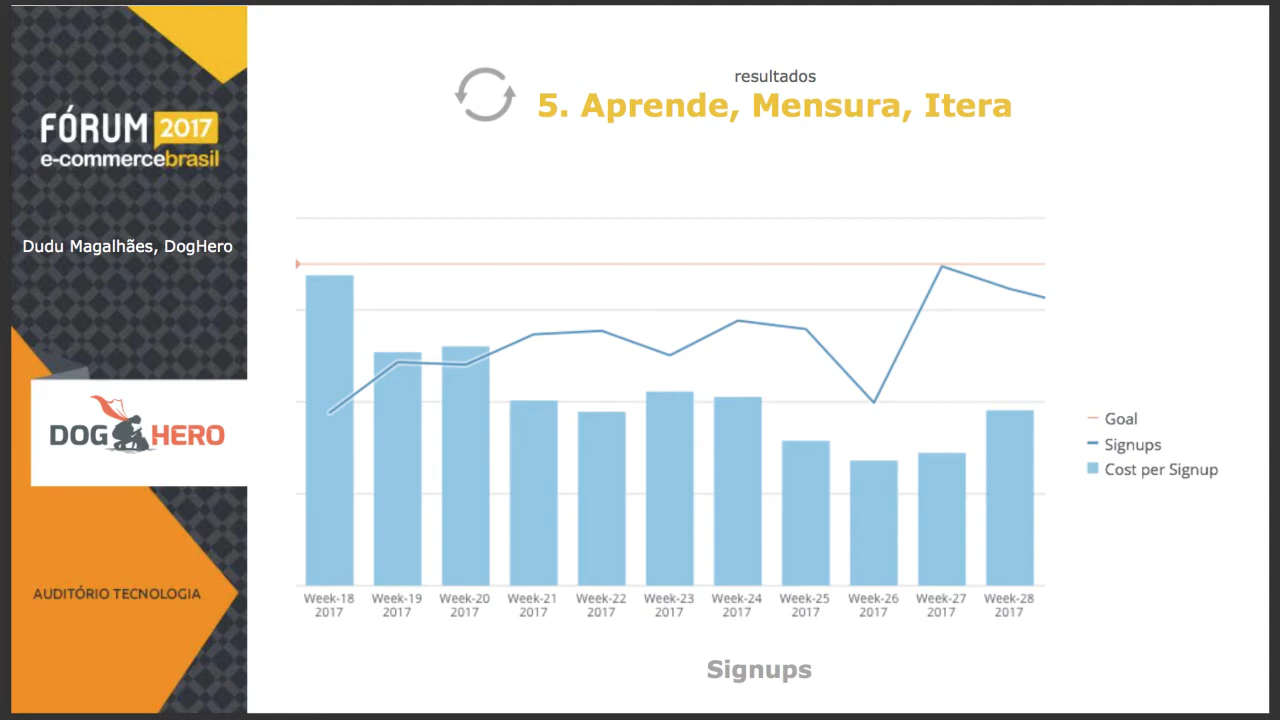 FÓRUM 2017
e-commercebrasil
Dudu Magalhães, DogHero
DOG HERO
AUDITÓRIO TECNOLOGIA
resultados
5. Aprende, Mensura, Itera
Goal
Signups
Cost per Signup
Week-18 Week-19 Week-20 Week-21 Week-22 Week-23 Week-24 Week-25 Week-26 Week-27 Week-28
2017 2017 2017 2017 2017 2017 2017 2017 2017 2017 2017
Signups